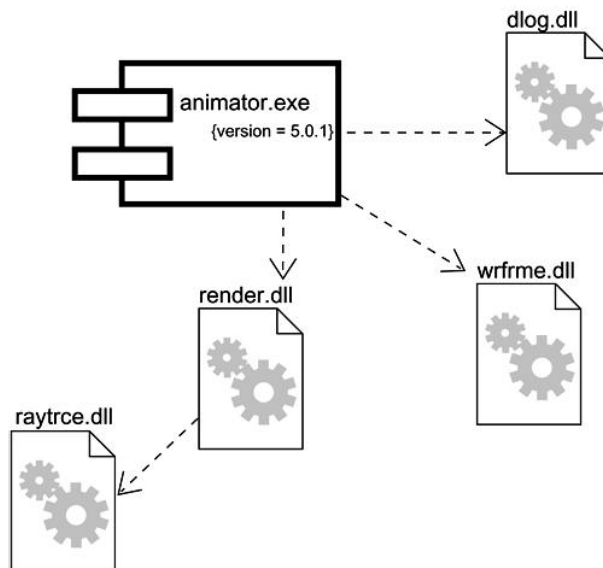 dlog.dll
animator.exe
{version = 5.0.1}
wrfrme.dll
render.dll
raytrce.dll